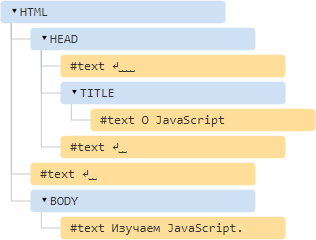 ▾ HTML
▾ HEAD
#text ↵␣␣␣␣
▾ TITLE
#text О JavaScript
#text ↵␣␣
#text ↵␣␣
▾ BODY
#text Изучаем JavaScript.